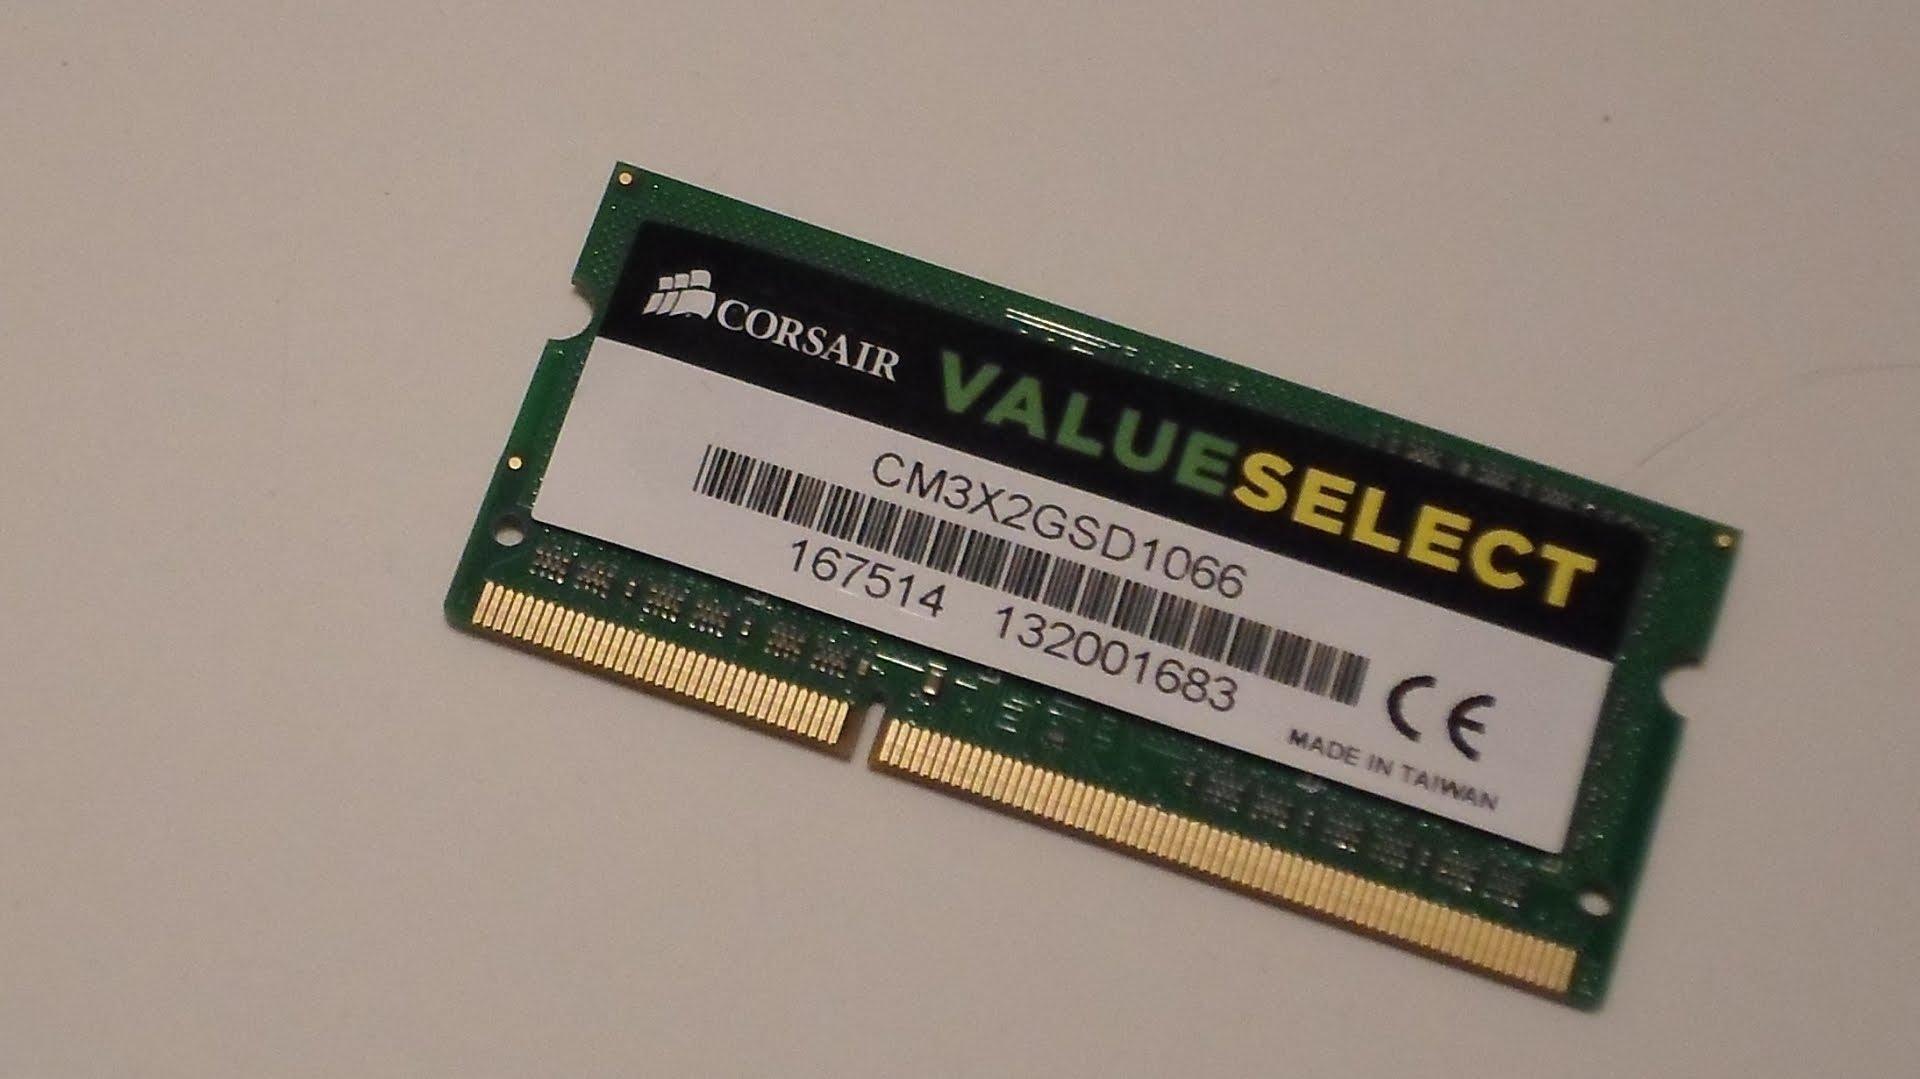 CORSAIR VALUESELECT
CM3X2GSD1066
167514 132001683
CE
MADE IN TAIWAN